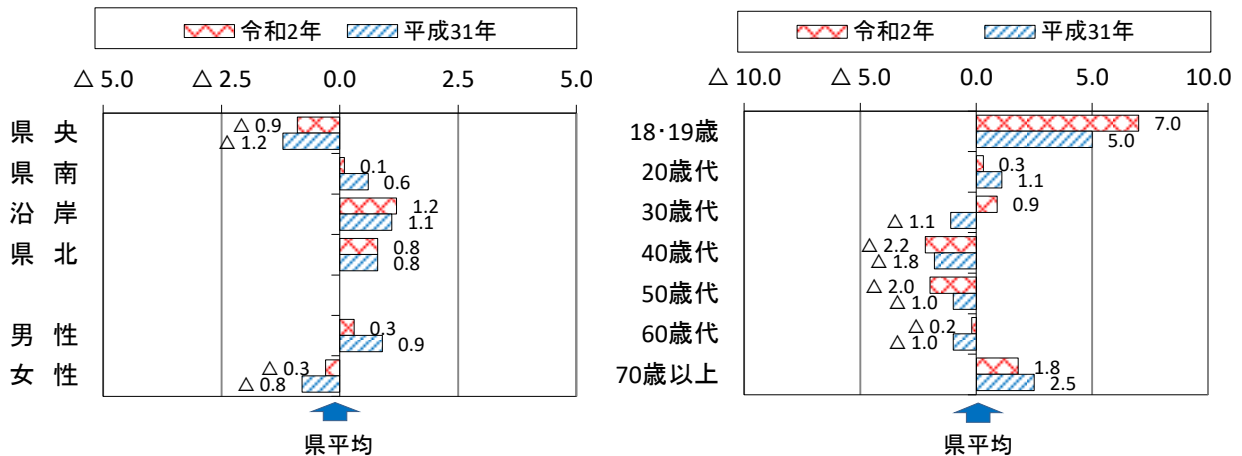 令和2年 平成31年
△ 5.0 △ 2.5 0.0 2.5 5.0
県央 △ 0.9
△ 1.2
県南 0.1
0.6
沿岸 1.2
1.1
県北 0.8
0.8
男性 0.3
0.9
女性 △ 0.3
△ 0.8
県平均
令和2年 平成31年
△ 10.0 △ 5.0 0.0 5.0 10.0
18・19歳 7.0
5.0
20歳代 0.3
1.1
30歳代 0.9
△ 1.1
40歳代 △ 2.2
△ 1.8
50歳代 △ 2.0
△ 1.0
60歳代 △ 0.2
△ 1.0
70歳以上 1.8
2.5
県平均